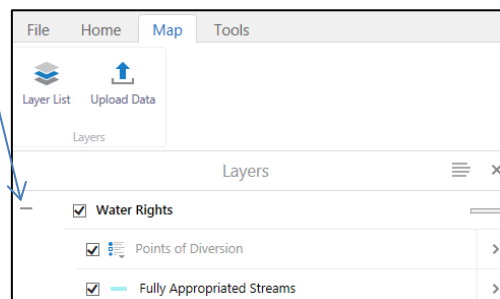 File Home Map Tools
Layer List Upload Data
Layers
Layers
Water Rights
Points of Diversion
Fully Appropriated Streams